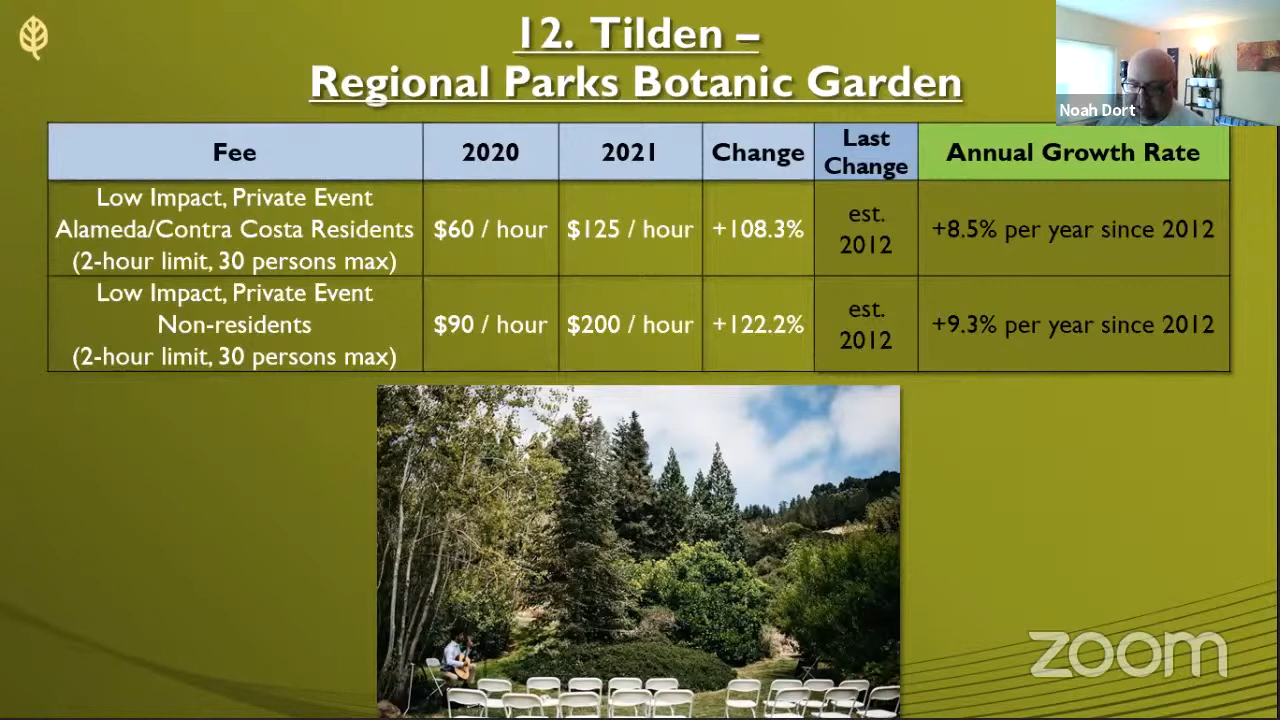 12. Tilden –
Regional Parks Botanic Garden
Noah Dort
Fee
2020
2021
Change
Last
Change
Annual Growth Rate
Low Impact, Private Event
Alameda/Contra Costa Residents
(2-hour limit, 30 persons max)
$60 / hour
$125 / hour
+108.3%
est.
2012
+8.5% per year since 2012
Low Impact, Private Event
Non-residents
(2-hour limit, 30 persons max)
$90 / hour
$200 / hour
+122.2%
est.
2012
+9.3% per year since 2012
zoom